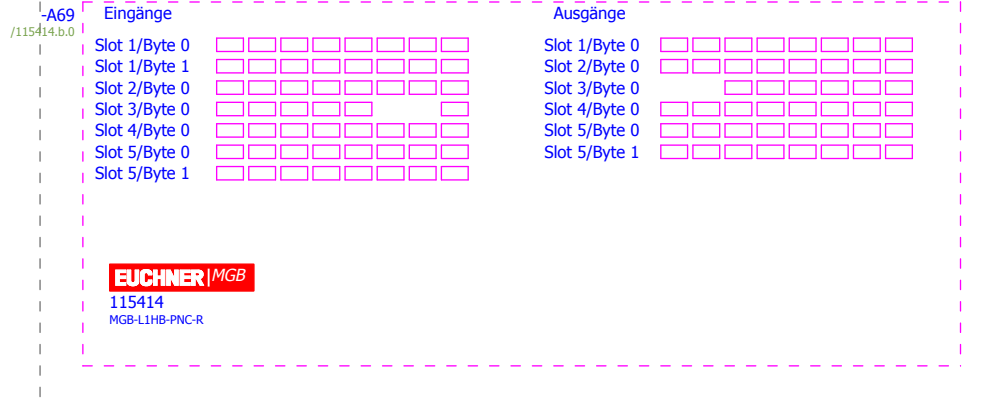 -A69
/115414.b.0
Eingänge
Slot 1/Byte 0
Slot 1/Byte 1
Slot 2/Byte 0
Slot 3/Byte 0
Slot 4/Byte 0
Slot 5/Byte 0
Slot 5/Byte 1
Ausgänge
Slot 1/Byte 0
Slot 2/Byte 0
Slot 3/Byte 0
Slot 4/Byte 0
Slot 5/Byte 0
Slot 5/Byte 1
EUCHNER|MGB
115414
MGB-L1HB-PNC-R